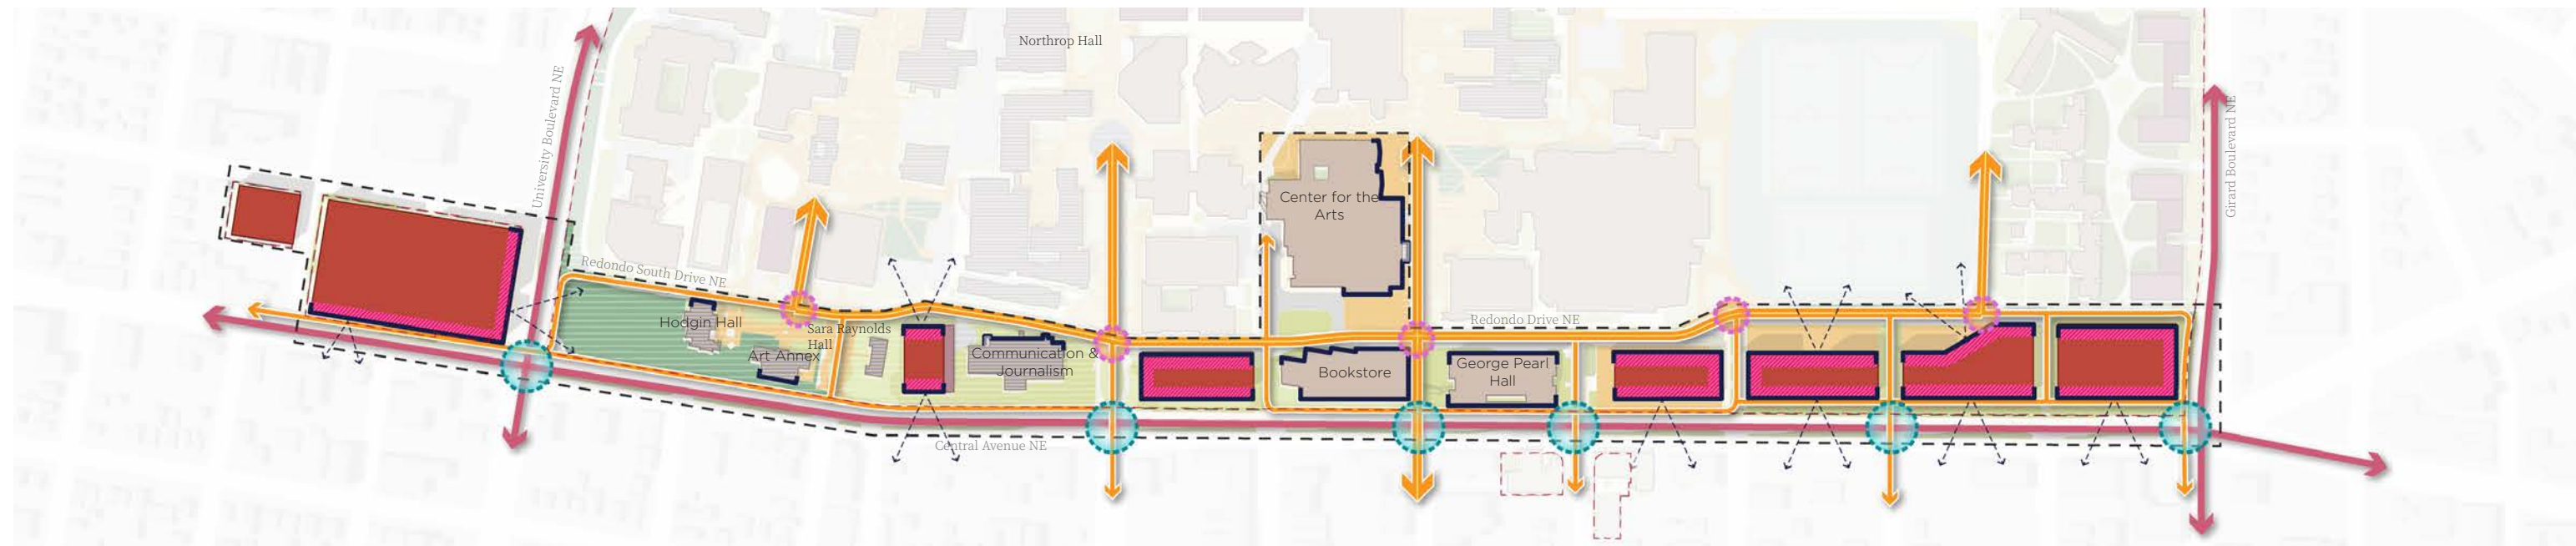 Northrop Hall
University Boulevard NE
Girard Boulevard NE
Center for the
Arts
Redondo South Drive NE
Hodgin Hall
Sara Raynolds
Hall
Art Annex
Communication &
Journalism
Redondo Drive NE
Bookstore
George Pearl
Hall
Central Avenue NE